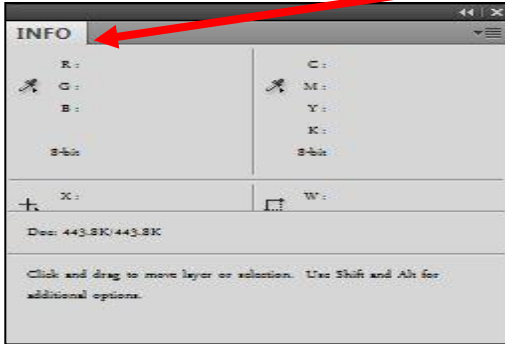 INFO
R :
G :
B :
8-bit
C :
M :
Y :
K :
8-bit
X :
W :
Doc: 443.8K/443.8K
Click and drag to move layer or selection. Use Shift and Alt for
additional options.